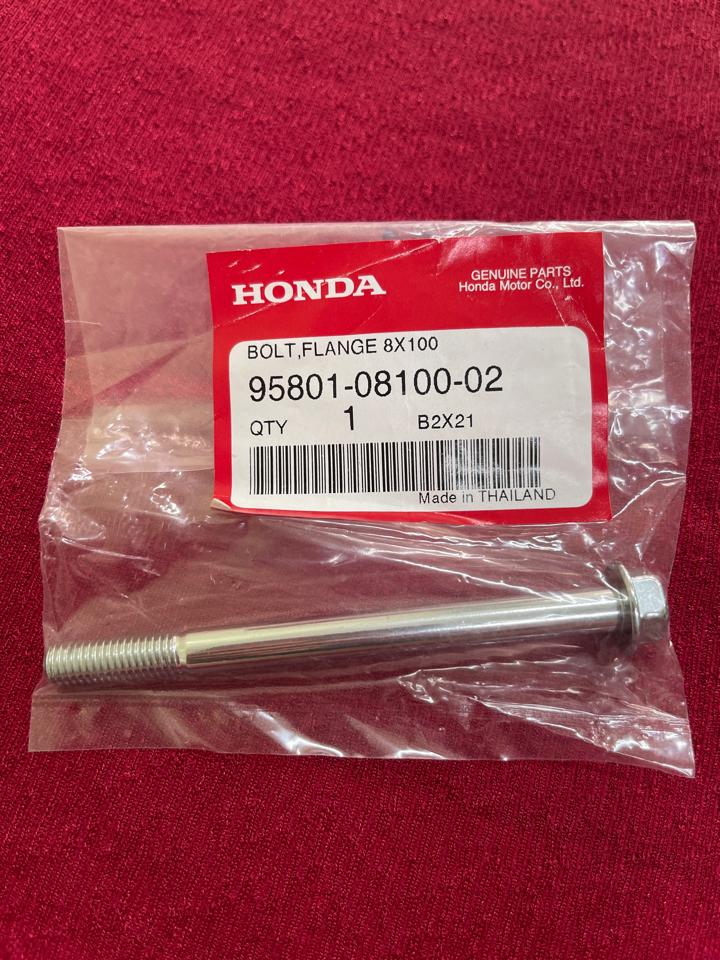 HONDA
GENUINE PARTS
Honda Motor Co., Ltd.
BOLT,FLANGE 8X100
95801-08100-02
QTY 1 B2X21
Made in THAILAND